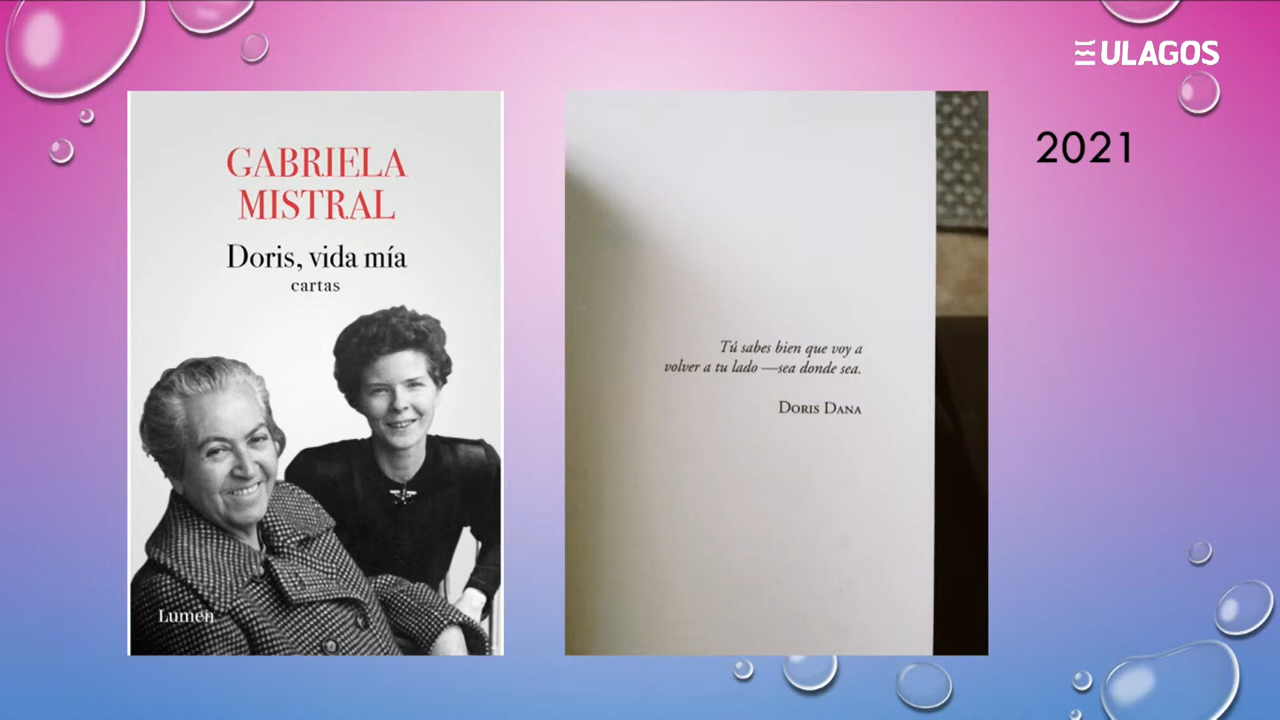 ULAGOS
GABRIELA
MISTRAL
Doris, vida mía
cartas
Lumen
Tú sabes bien que voy a
volver a tu lado —sea donde sea.
DORIS DANA
2021